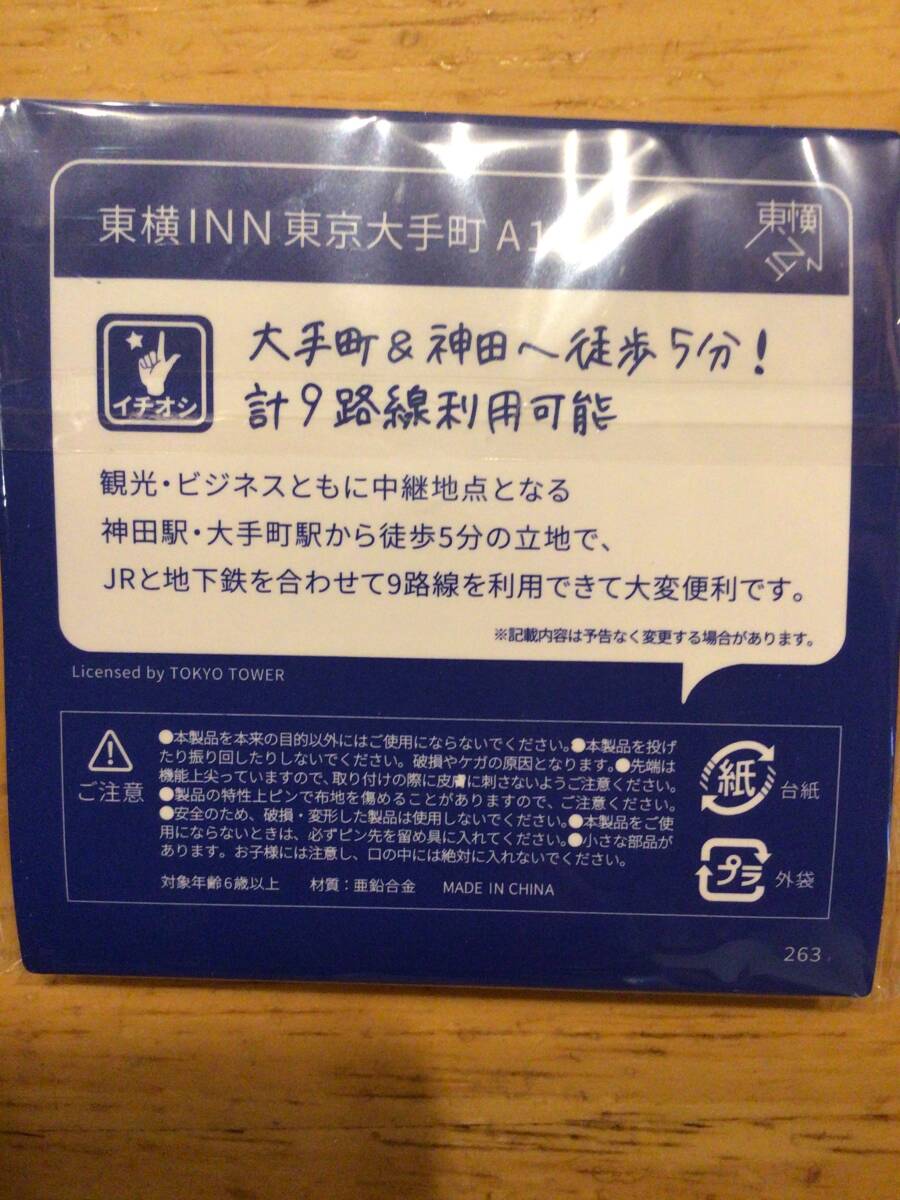 東横INN 東京大手町 A1
東横
INN
イチオシ
大手町&神田へ徒歩5分!
計9路線利用可能
観光・ビジネスともに中継地点となる
神田駅・大手町駅から徒歩5分の立地で、
JRと地下鉄を合わせて9路線を利用できて大変便利です。
※記載内容は予告なく変更する場合があります。
Licensed by TOKYO TOWER
ご注意
●本製品を本来の目的以外にはご使用にならないでください。●本製品を投げ
たり振り回したりしないでください。破損やケガの原因となります。●先端は
機能上尖っていますので、取り付けの際に皮膚に刺さないようご注意ください。
●製品の特性上ピンで布地を傷めることがありますので、ご注意ください。
●安全のため、破損・変形した製品は使用しないでください。●本製品をご使
用にならないときは、必ずピン先を留め具に入れてください。●小さな部品が
あります。お子様には注意し、口の中には絶対に入れないでください。
対象年齢6歳以上 材質:亜鉛合金 MADE IN CHINA
紙 台紙
プラ 外袋
263